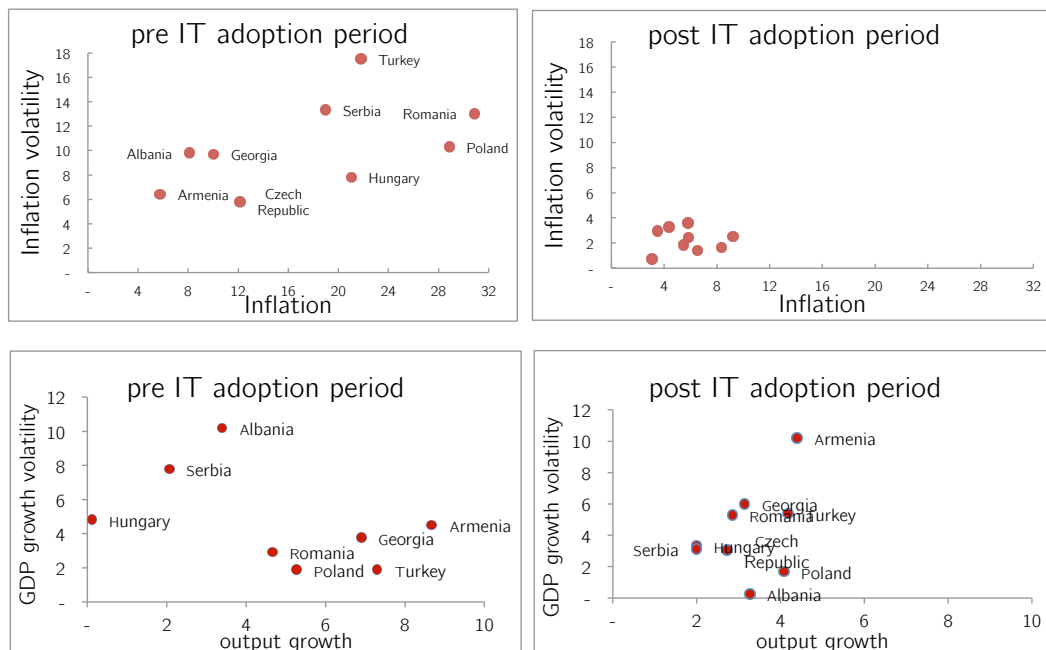 pre IT adoption period
Inflation volatility
18
16
14
12
10
8
6
4
2
-
Turkey
Serbia
Romania
Albania
Georgia
Poland
Hungary
Armenia
Czech
Republic
-
4
8
12
16
20
24
28
32
Inflation
post IT adoption period
Inflation volatility
18
16
14
12
10
8
6
4
2
-
-
4
8
12
16
20
24
28
32
Inflation
pre IT adoption period
GDP growth volatility
12
10
8
6
4
2
-
Albania
Serbia
Hungary
Armenia
Georgia
Romania
Poland
Turkey
-
2
4
6
8
10
output growth
post IT adoption period
GDP growth volatility
12
10
8
6
4
2
-
Armenia
Georgia
Romania
Turkey
Czech
Republic
Serbia
Hungary
Poland
Albania
-
2
4
6
8
10
output growth